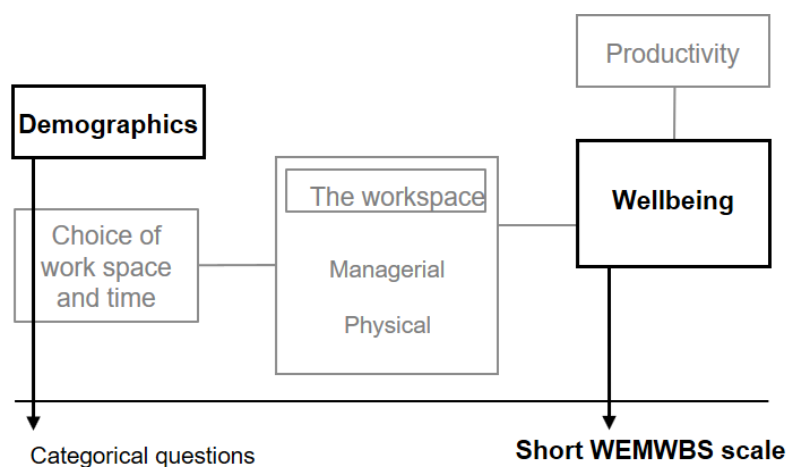 Productivity
Demographics
The workspace
Wellbeing
Choice of
work space
and time
Managerial
Physical
Categorical questions
Short WEMWBS scale